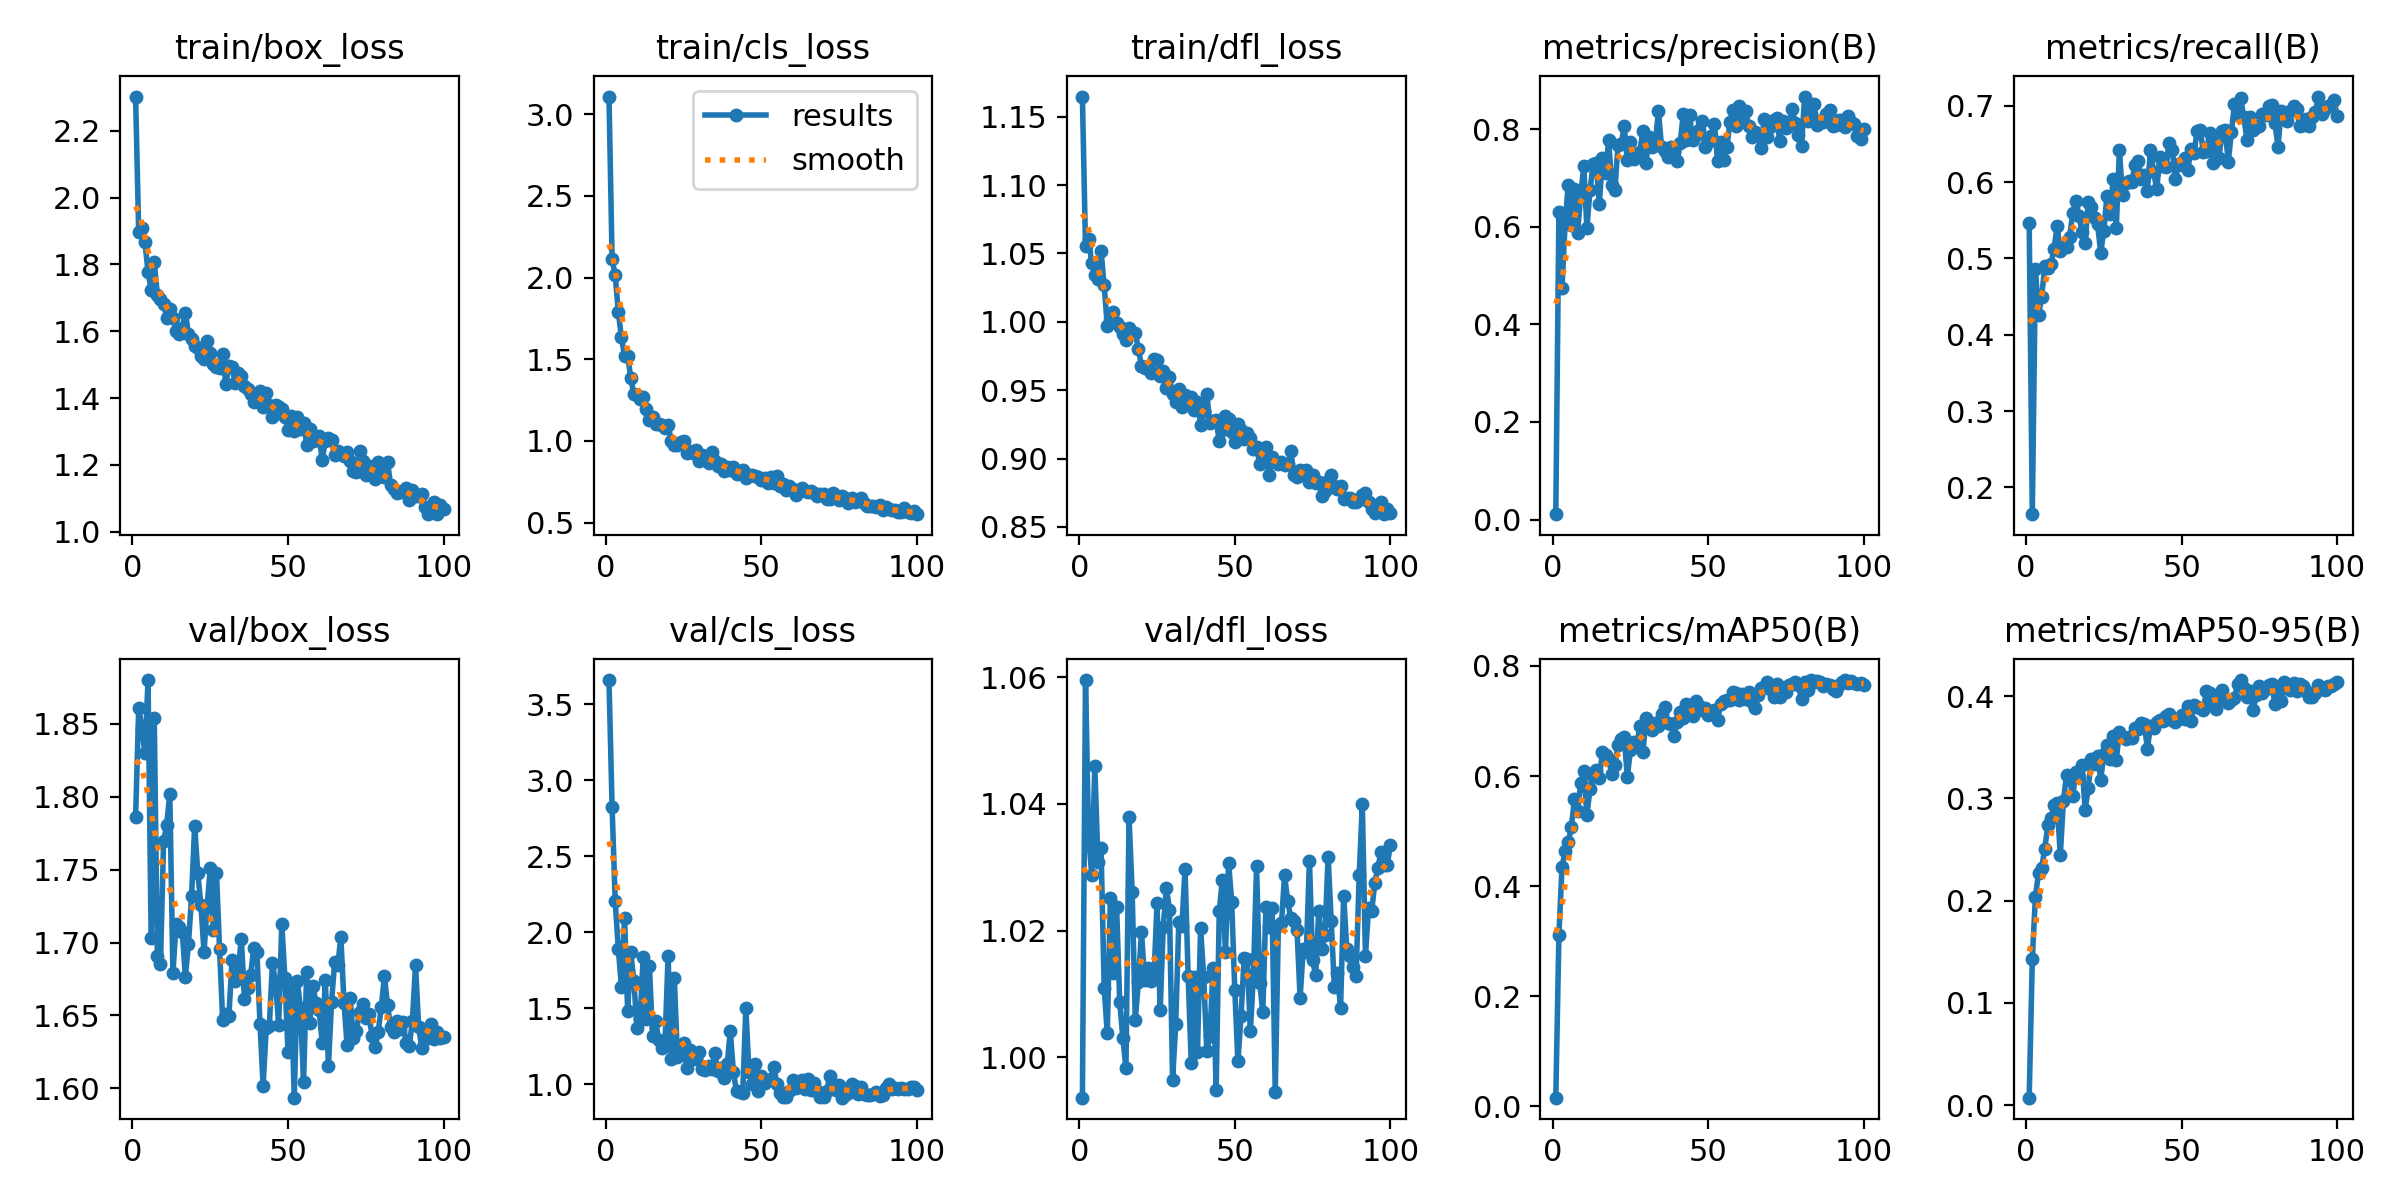 train/box_loss
2.2
2.0
1.8
1.6
1.4
1.2
1.0
0 50 100
train/cls_loss
results
smooth
3.0
2.5
2.0
1.5
1.0
0.5
0 50 100
train/dfl_loss
1.15
1.10
1.05
1.00
0.95
0.90
0.85
0 50 100
metrics/precision(B)
0.8
0.6
0.4
0.2
0.0
0 50 100
metrics/recall(B)
0.7
0.6
0.5
0.4
0.3
0.2
0 50 100
val/box_loss
1.85
1.80
1.75
1.70
1.65
1.60
0 50 100
val/cls_loss
3.5
3.0
2.5
2.0
1.5
1.0
0 50 100
val/dfl_loss
1.06
1.04
1.02
1.00
0 50 100
metrics/mAP50(B)
0.8
0.6
0.4
0.2
0.0
0 50 100
metrics/mAP50-95(B)
0.4
0.3
0.2
0.1
0.0
0 50 100